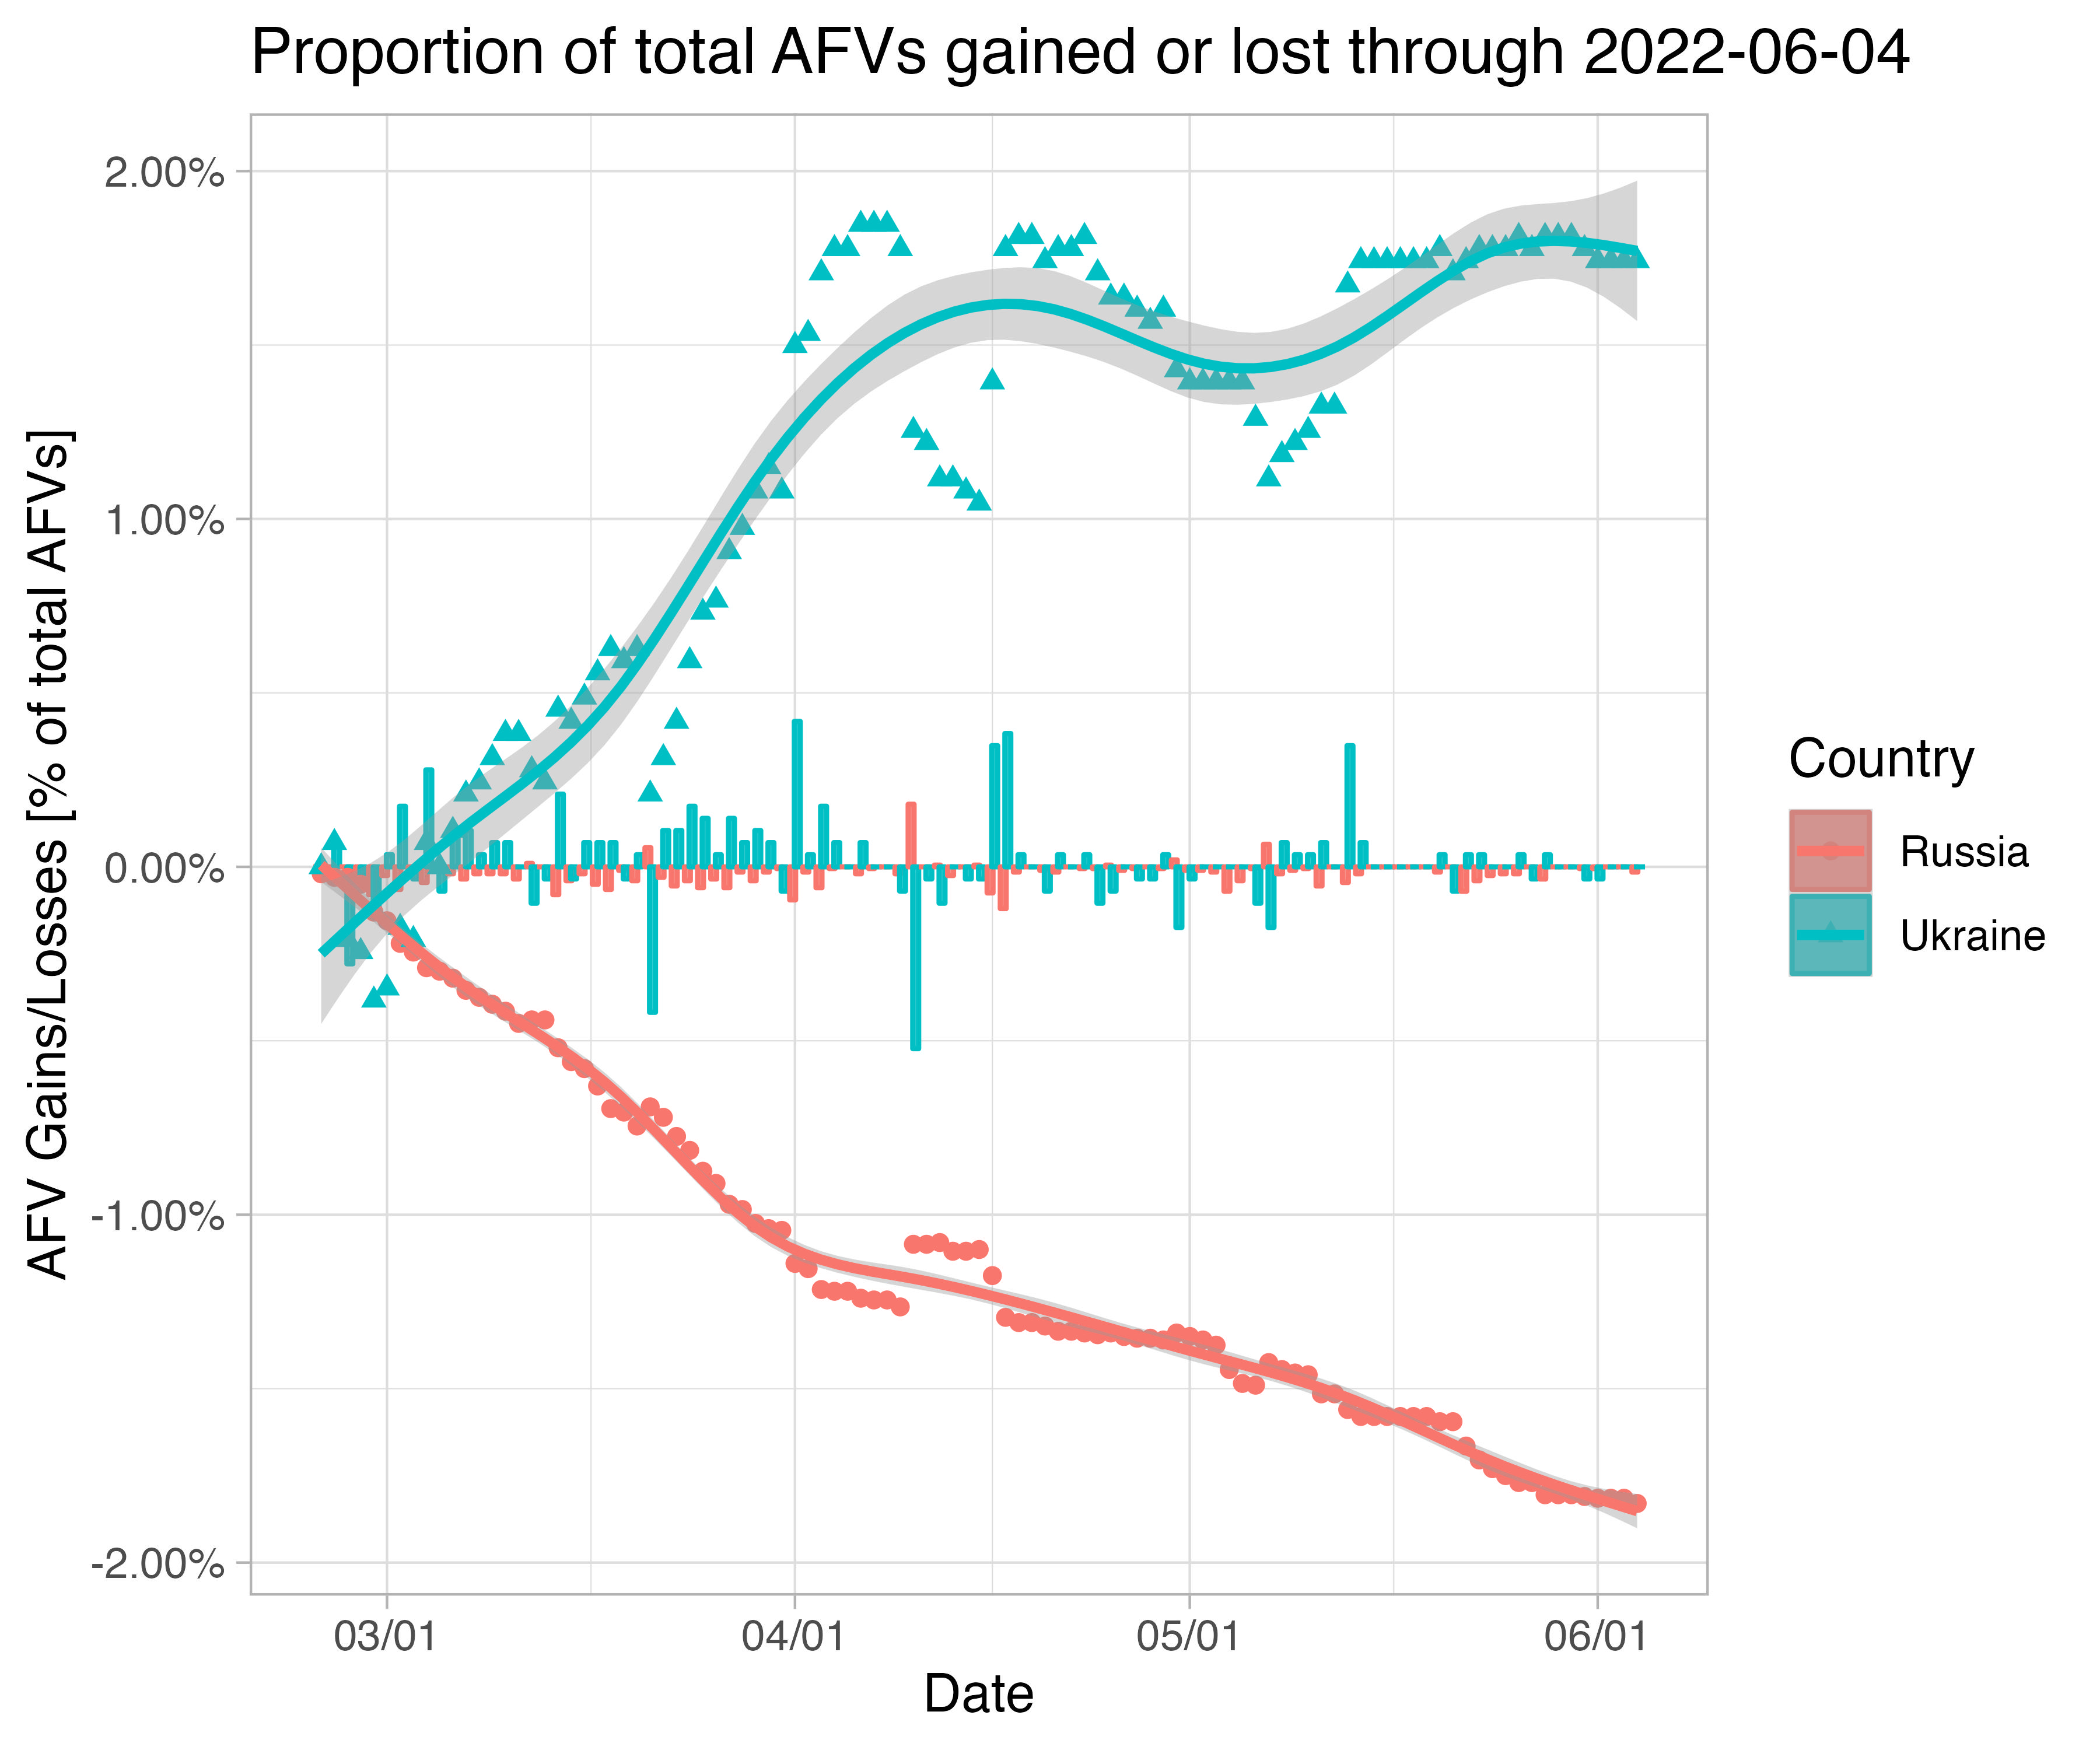 Proportion of total AFVs gained or lost through 2022-06-04
AFV Gains/Losses [% of total AFVs]
2.00%
1.00%
0.00%
-1.00%
-2.00%
03/01
04/01
05/01
06/01
Date
Country
Russia
Ukraine